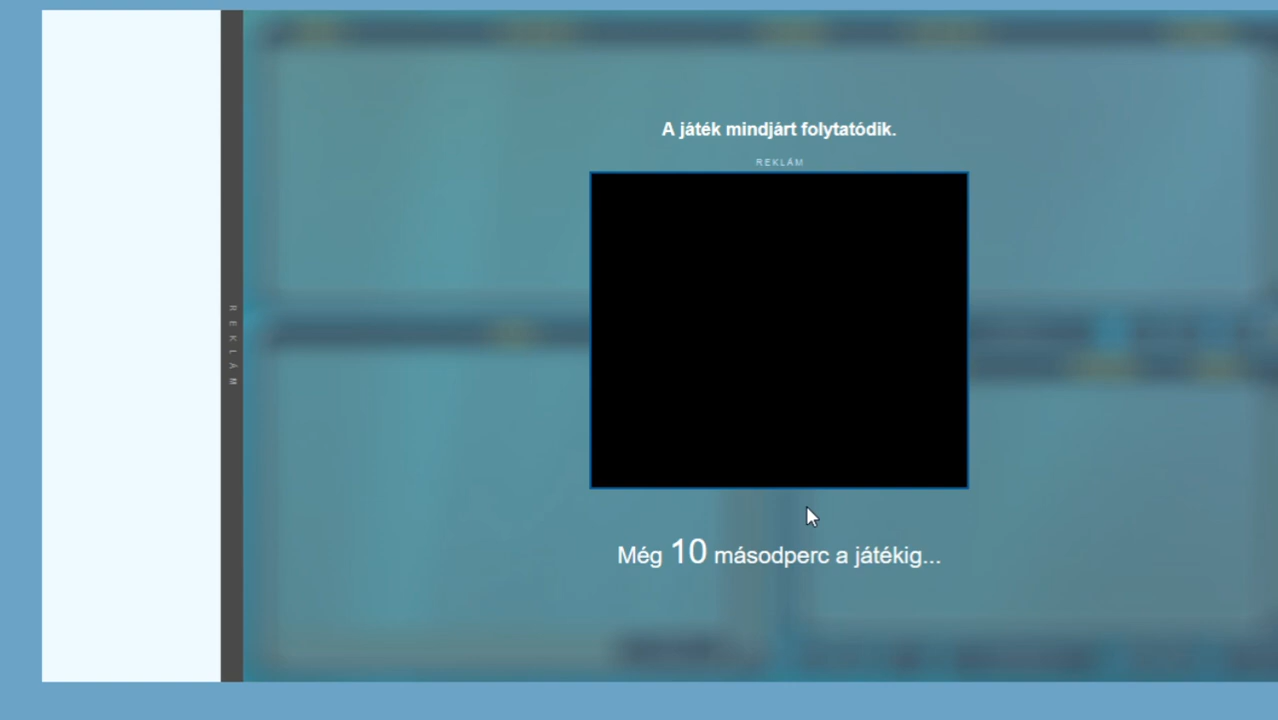 A játék mindjárt folytatódik.
REKLÁM
REKLÁM
Még 10 másodperc a játékig...